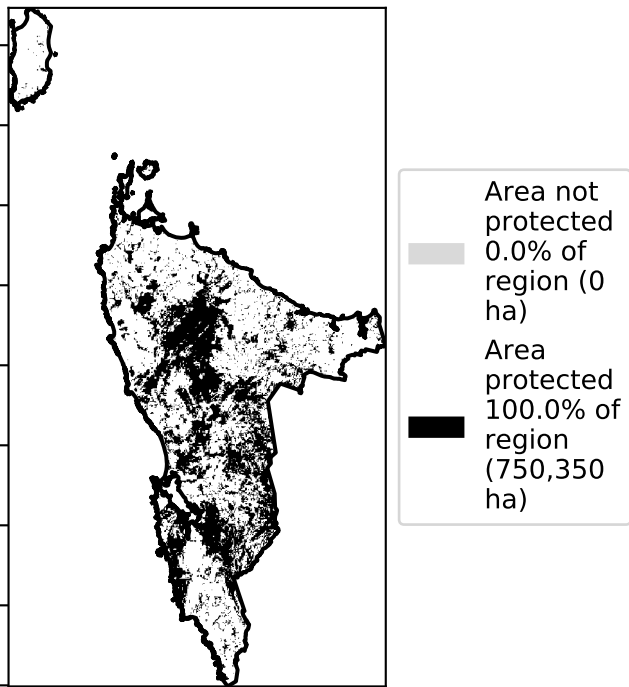 Area not
protected
0.0% of
region (0
ha)
Area
protected
100.0% of
region
(750,350
ha)